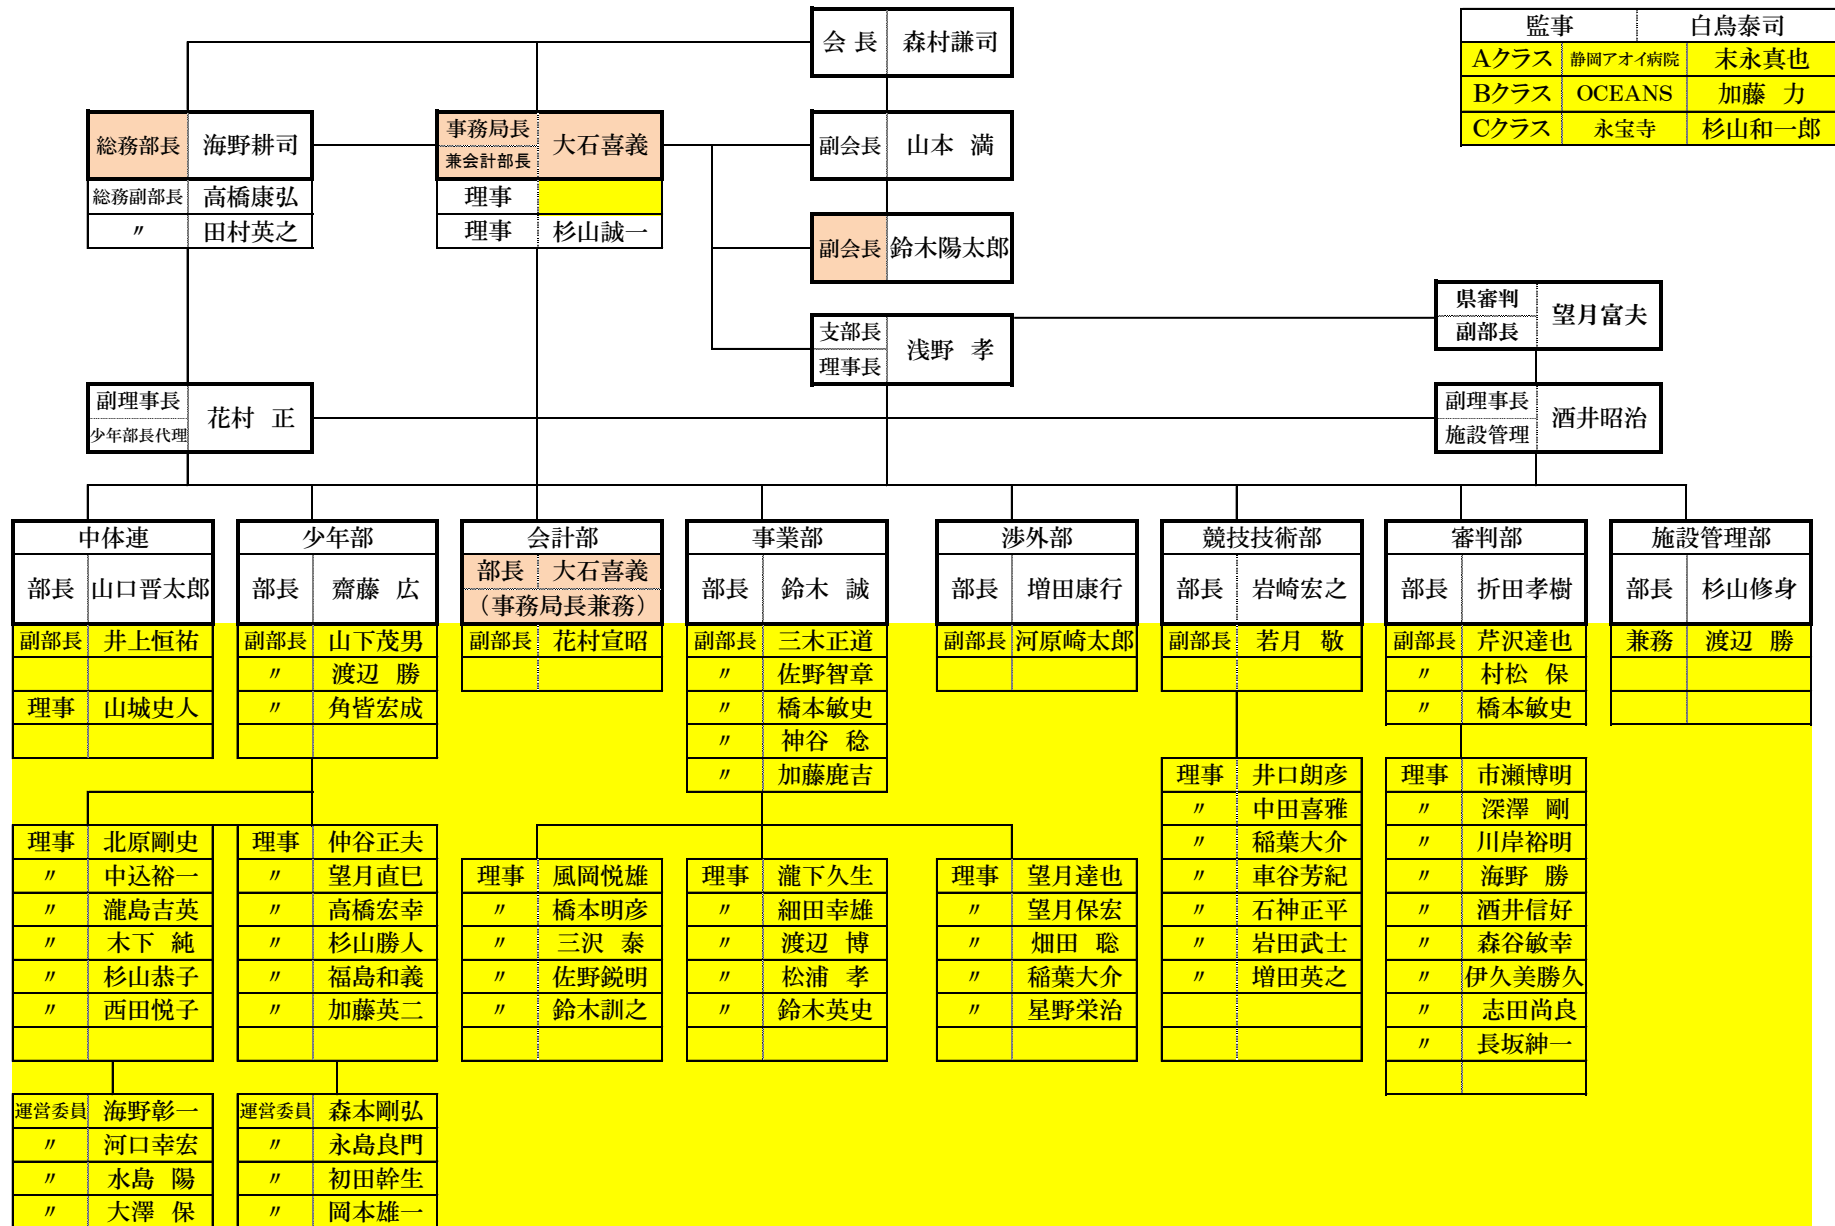 会 長 森村謙司
監事 白鳥泰司
Aクラス 静岡アオイ病院 末永真也
Bクラス OCEANS 加藤 力
Cクラス 永宝寺 杉山和一郎
総務部長 海野耕司
総務副部長 高橋康弘
〃 田村英之
事務局長 兼会計部長 大石喜義
理事
理事 杉山誠一
副会長 山本 満
副会長 鈴木陽太郎
支部長 理事長 浅野 孝
県審判 副部長 望月富夫
副理事長 少年部長代理 花村 正
副理事長 施設管理 酒井昭治
中体連
部長 山口晋太郎
副部長 井上恒祐
理事 山城史人
少年部
部長 齋藤 広
副部長 山下茂男
〃 渡辺 勝
〃 角皆宏成
会計部
部長 大石喜義
（事務局長兼務）
副部長 花村宣昭
事業部
部長 鈴木 誠
副部長 三木正道
〃 佐野智章
〃 橋本敏史
〃 神谷 稔
〃 加藤鹿吉
渉外部
部長 増田康行
副部長 河原崎太郎
競技技術部
部長 岩崎宏之
副部長 若月 敬
審判部
部長 折田孝樹
副部長 芹沢達也
〃 村松 保
〃 橋本敏史
施設管理部
部長 杉山修身
兼務 渡辺 勝
理事 北原剛史
〃 中込裕一
〃 瀧島吉英
〃 木下 純
〃 杉山恭子
〃 西田悦子
理事 仲谷正夫
〃 望月直巳
〃 高橋宏幸
〃 杉山勝人
〃 福島和義
〃 加藤英二
理事 風岡悦雄
〃 橋本明彦
〃 三沢 泰
〃 佐野鋭明
〃 鈴木訓之
理事 瀧下久生
〃 細田幸雄
〃 渡辺 博
〃 松浦 孝
〃 鈴木英史
理事 望月達也
〃 望月保宏
〃 畑田 聡
〃 稲葉大介
〃 星野栄治
理事 井口朗彦
〃 中田喜雅
〃 稲葉大介
〃 車谷芳紀
〃 石神正平
〃 岩田武士
〃 増田英之
理事 市瀬博明
〃 深澤 剛
〃 川岸裕明
〃 海野 勝
〃 酒井信好
〃 森谷敏幸
〃 伊久美勝久
〃 志田尚良
〃 長坂紳一
運営委員 海野彰一
〃 河口幸宏
〃 水島 陽
〃 大澤 保
運営委員 森本剛弘
〃 永島良門
〃 初田幹生
〃 岡本雄一